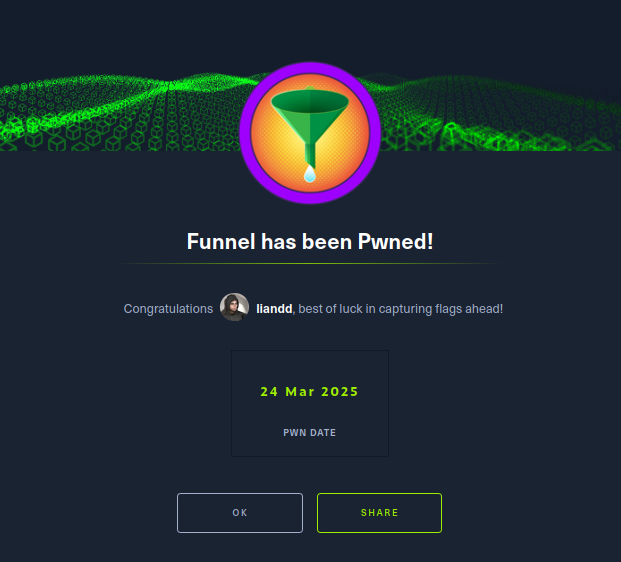 Funnel has been Pwned!
Congratulations liandd, best of luck in capturing flags ahead!
24 Mar 2025
PWN DATE
OK
SHARE